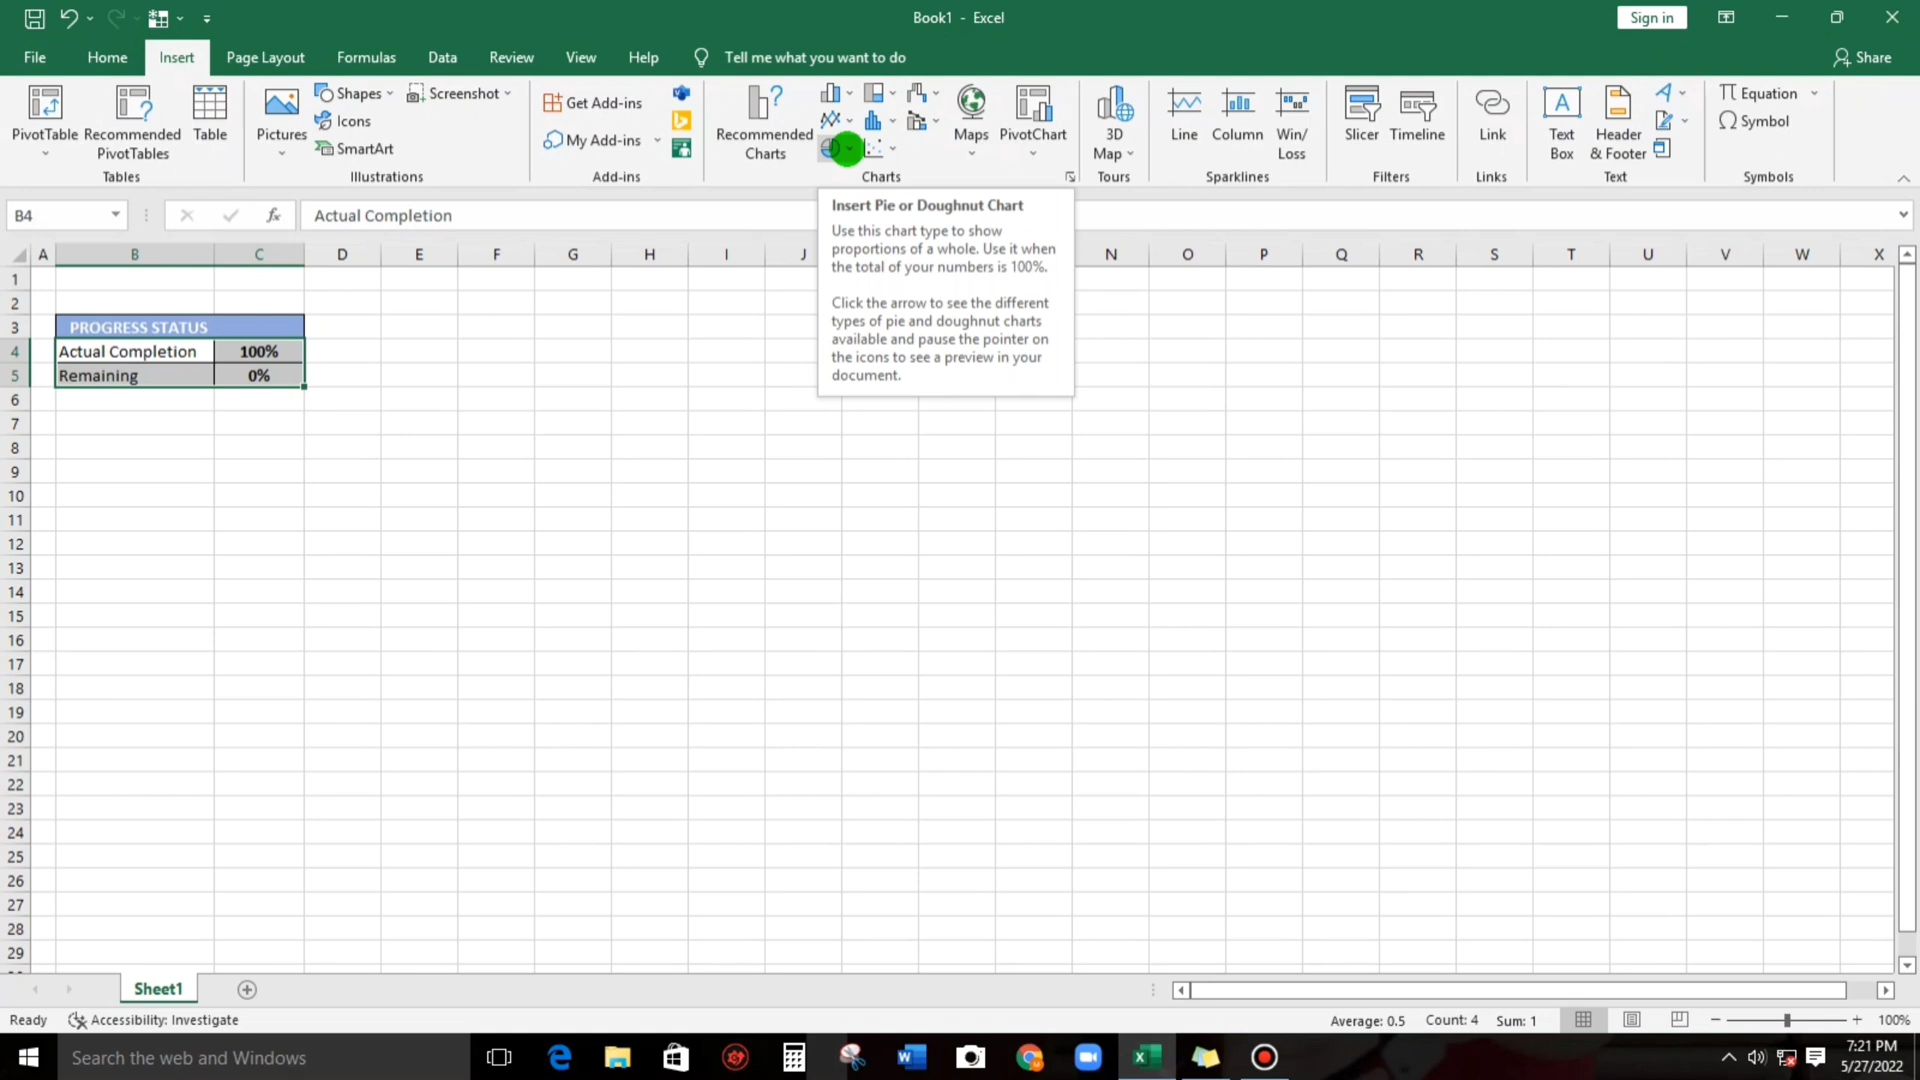 Book1 - Excel
Sign in
File Home Insert Page Layout Formulas Data Review View Help Tell me what you want to do
Share
PivotTable
Recommended PivotTables
Table
Tables
Pictures
Shapes
Icons
SmartArt
Screenshot
Illustrations
Get Add-ins
My Add-ins
Add-ins
Recommended Charts
Maps
PivotChart
Charts
3D Map
Tours
Line
Column
Win/ Loss
Sparklines
Slicer
Timeline
Filters
Link
Links
Text Box
Header & Footer
Text
Equation
Symbol
Symbols
B4
fx
Actual Completion
Insert Pie or Doughnut Chart
Use this chart type to show
proportions of a whole. Use it when
the total of your numbers is 100%.
Click the arrow to see the different
types of pie and doughnut charts
available and pause the pointer on
the icons to see a preview in your
document.
A B C D E F G H I J N O P Q R S T U V W X
1
2
3 PROGRESS STATUS
4 Actual Completion 100%
5 Remaining 0%
6
7
8
9
10
11
12
13
14
15
16
17
18
19
20
21
22
23
24
25
26
27
28
29
Sheet1
Ready
Accessibility: Investigate
Average: 0.5 Count: 4 Sum: 1
100%
Search the web and Windows
7:21 PM
5/27/2022